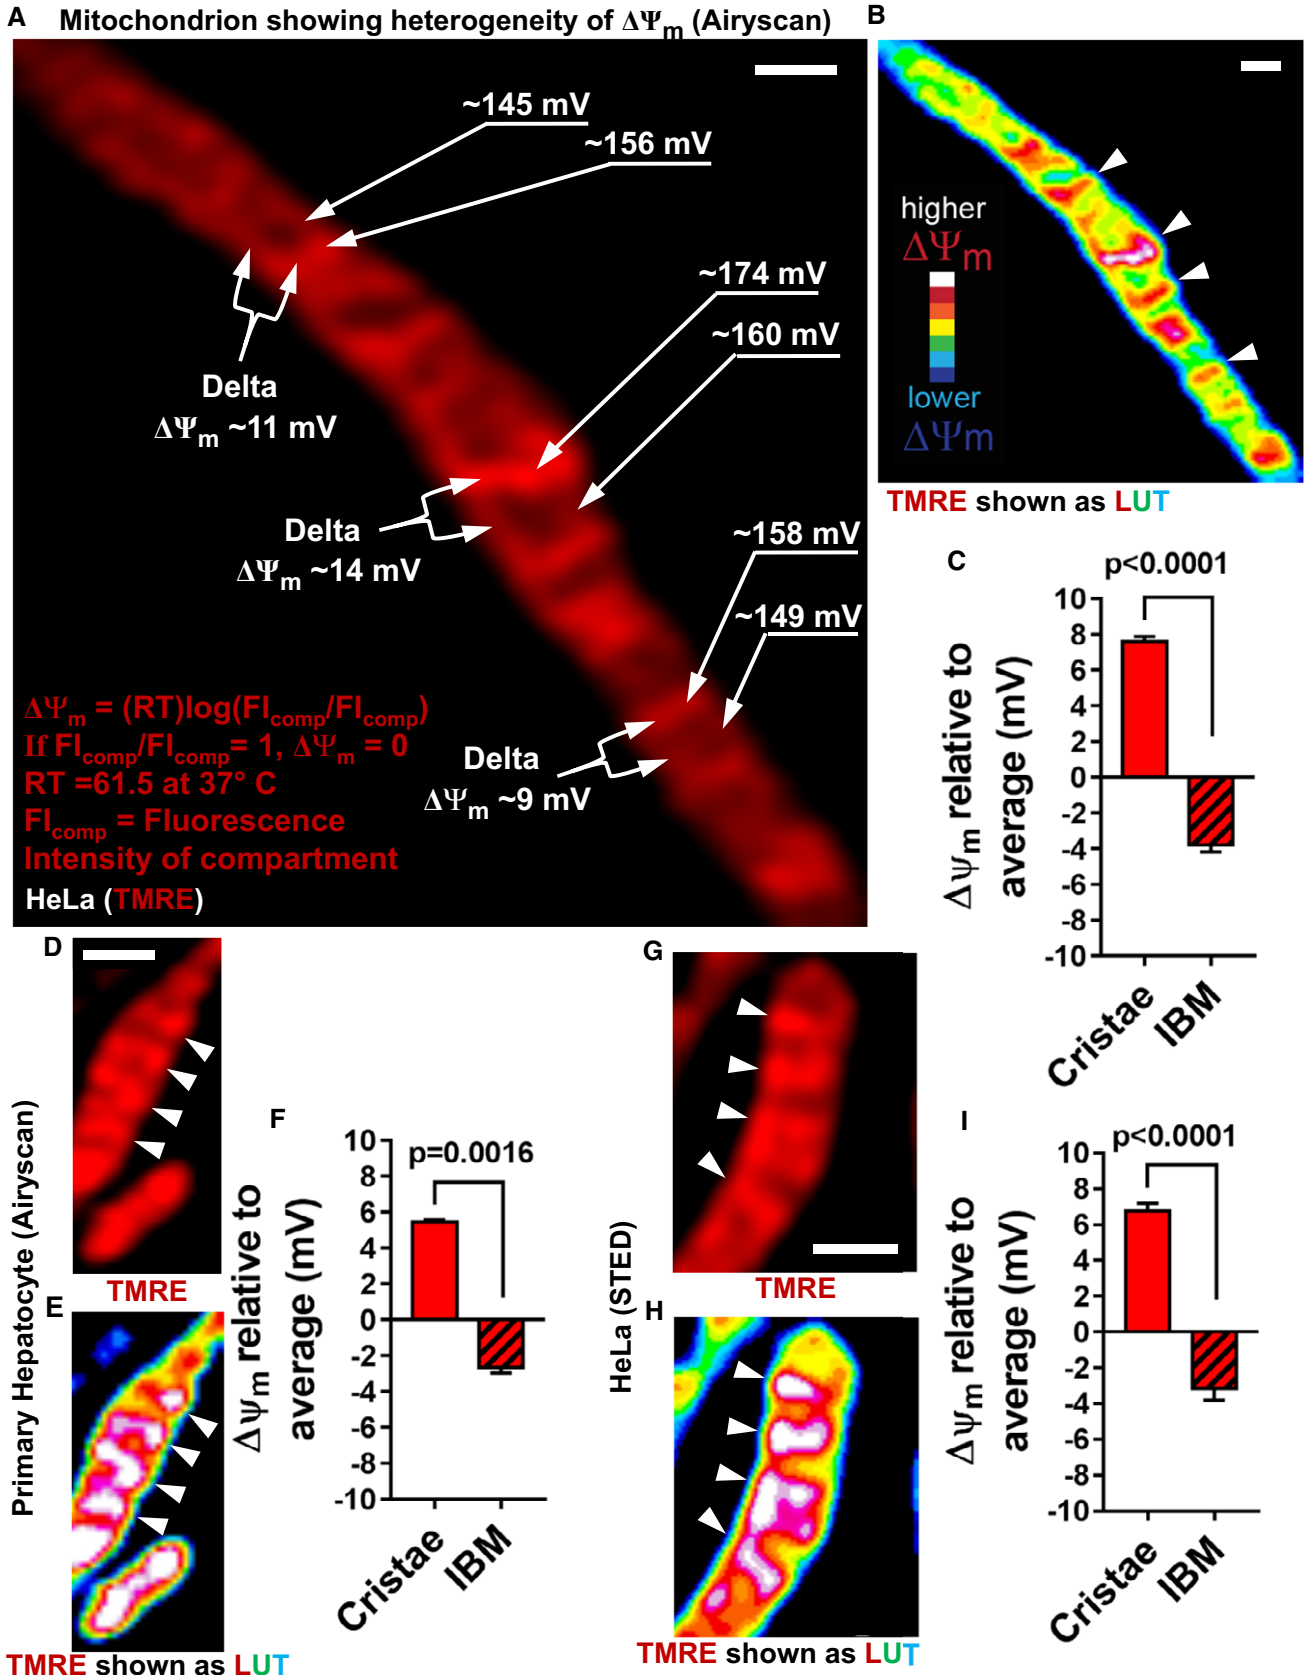 A
Mitochondrion showing heterogeneity of ΔΨm (Airyscan)
~145 mV
~156 mV
~174 mV
~160 mV
Delta
ΔΨm ~11 mV
Delta
ΔΨm ~14 mV
~158 mV
~149 mV
Delta
ΔΨm ~9 mV
ΔΨm = (RT)log(FIcomp/FIcomp)
If FIcomp/FIcomp= 1, ΔΨm = 0
RT =61.5 at 37° C
FIcomp = Fluorescence
Intensity of compartment
HeLa (TMRE)
B
higher
ΔΨm
lower
ΔΨm
TMRE shown as LUT
C
p<0.0001
ΔΨm relative to
average (mV)
10
8
6
4
2
0
-2
-4
-6
-8
-10
Cristae
IBM
D
Primary Hepatocyte (Airyscan)
TMRE
E
TMRE shown as LUT
F
p=0.0016
ΔΨm relative to
average (mV)
10
8
6
4
2
0
-2
-4
-6
-8
-10
Cristae
IBM
G
HeLa (STED)
TMRE
H
TMRE shown as LUT
I
p<0.0001
ΔΨm relative to
average (mV)
10
8
6
4
2
0
-2
-4
-6
-8
-10
Cristae
IBM